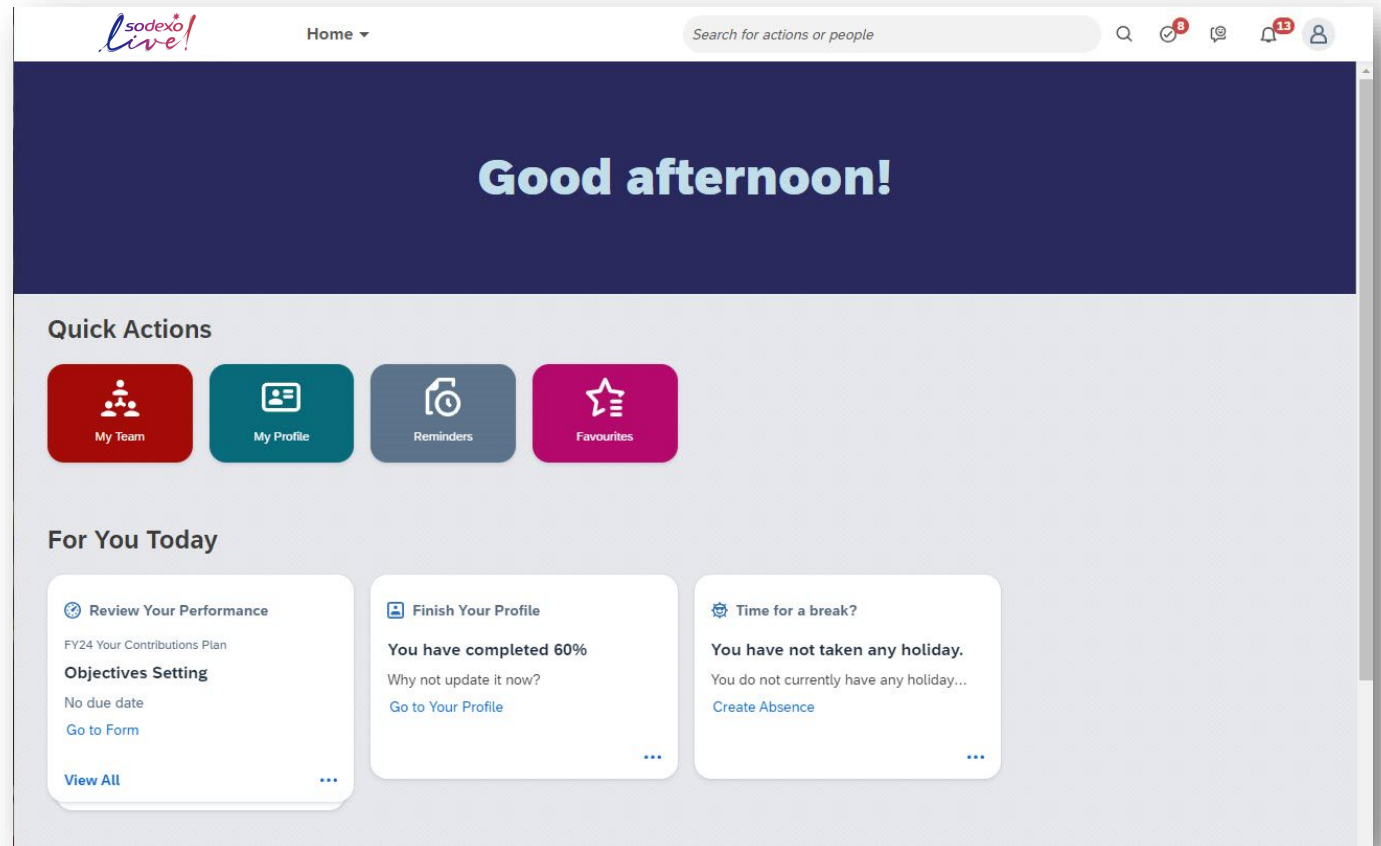 sodexo
Live!
Home
Search for actions or people
8
13
Good afternoon!
Quick Actions
My Team
My Profile
Reminders
Favourites
For You Today
Review Your Performance
FY24 Your Contributions Plan
Objectives Setting
No due date
Go to Form
View All
Finish Your Profile
You have completed 60%
Why not update it now?
Go to Your Profile
Time for a break?
You have not taken any holiday.
You do not currently have any holiday...
Create Absence